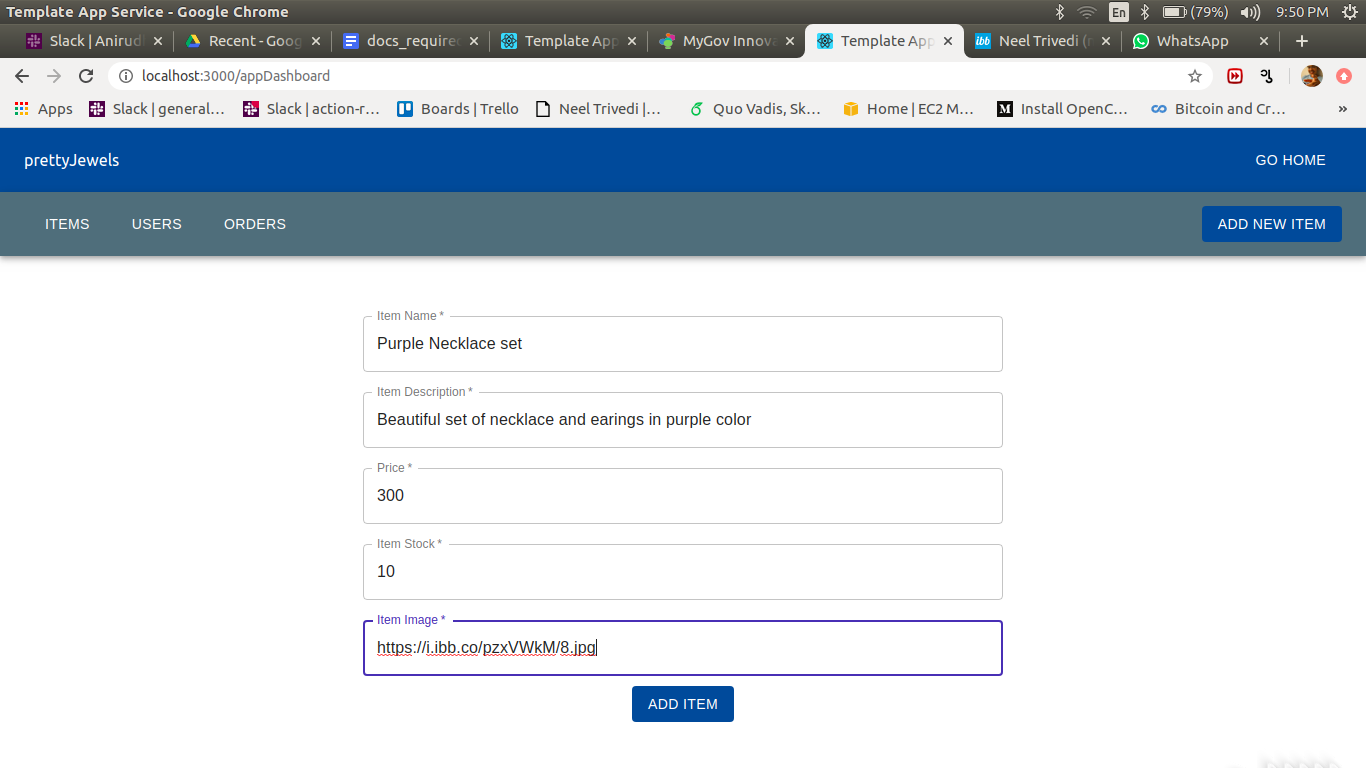 Template App Service - Google Chrome
En (79%) 9:50 PM
Slack | Anirudh Recent - Goog docs_require Template App MyGov Innova Template App ibb Neel Trivedi (n WhatsApp
localhost:3000/appDashboard
Apps Slack | general... Slack | action-r... Boards | Trello Neel Trivedi |... Quo Vadis, Sk... Home | EC2 M... M Install OpenC... Bitcoin and Cr... »
prettyJewels GO HOME
ITEMS USERS ORDERS ADD NEW ITEM
Item Name *
Purple Necklace set
Item Description *
Beautiful set of necklace and earings in purple color
Price *
300
Item Stock *
10
Item Image *
https://i.ibb.co/pzxVWkM/8.jpg
ADD ITEM